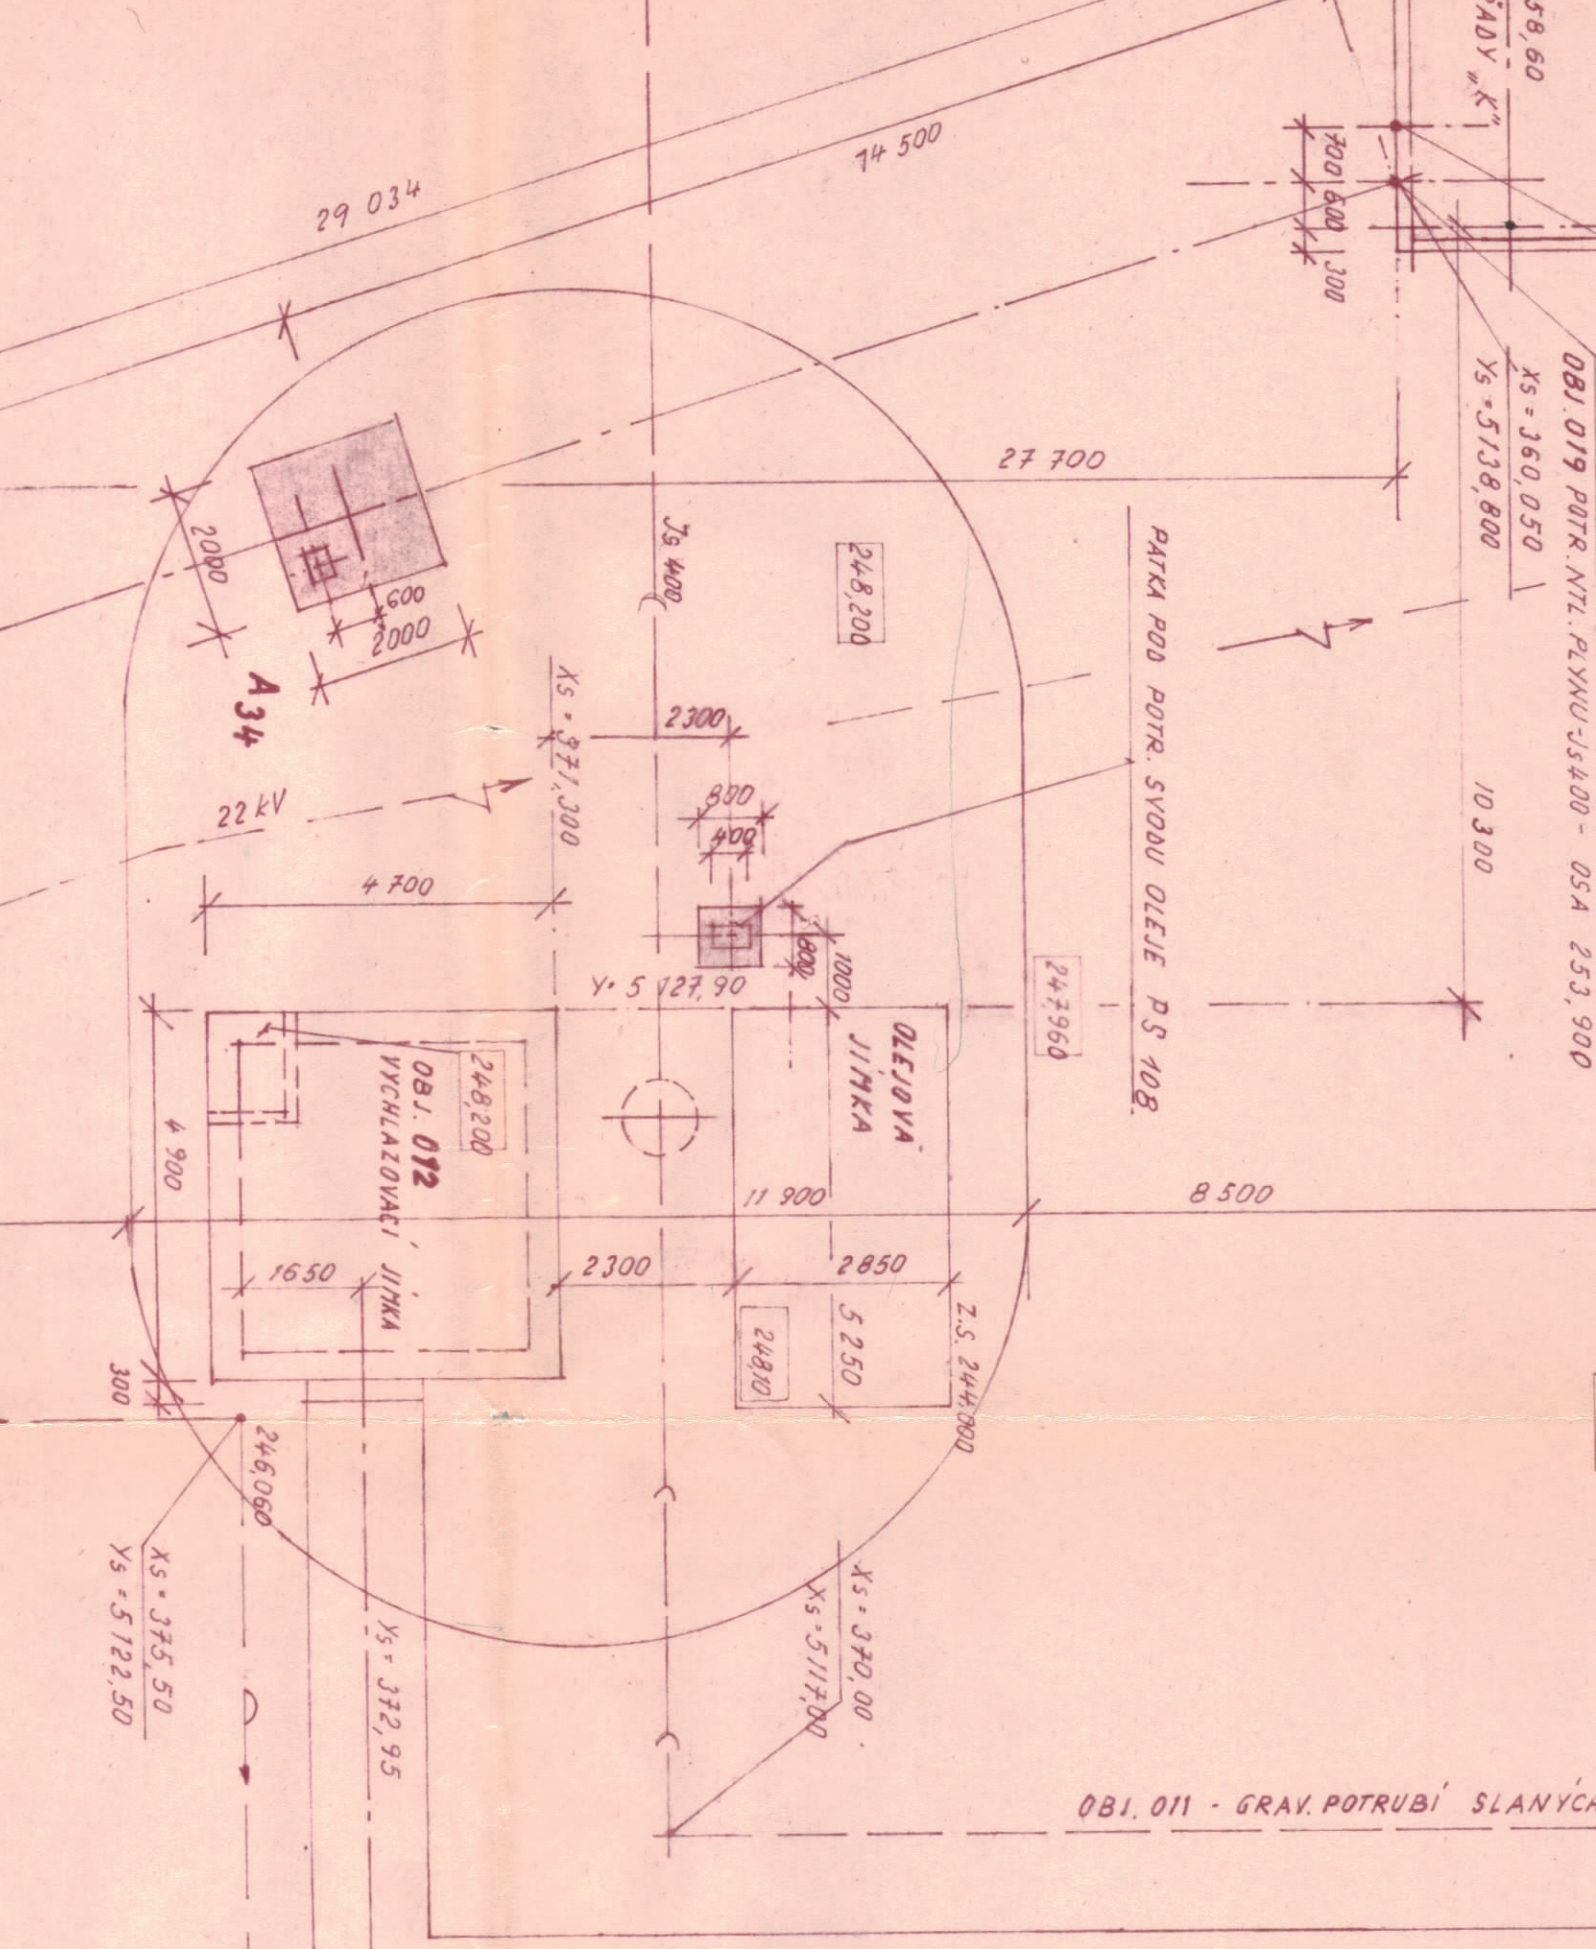 58,60
ŘADY „K"
29 034
14 500
700
600
300
Xs = 360,050
Ys = 5138,800
OBJ. 019 POTR. NTL. PLYNU - Js 400 - OSA 253,900
27 700
2000
600
2000
A 34
Js 400
248,200
PATKA POD POTR. SVODU OLEJE PS 108.
10 300
Xs = 371,300
2300
22 kV
800
400
4 700
800
1000
Y= 5 127,90
247,960
248,200
OBJ. 012
VYCHLAZOVACÍ JÍMKA
OLEJOVÁ
JÍMKA
4 900
11 900
8 500
1650
2300
2850
5 250
248,10
Z.S. 244,000
300
246,060
Xs = 375,50
Ys = 5122,50
Ys = 372,95
Xs = 370,00
Xs = 5117,00
OBJ. 011 - GRAV. POTRUBÍ SLANÝCH